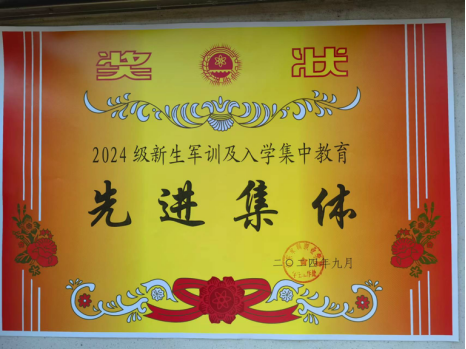 奖状
2024级新生军训及入学集中教育
先进集体
二〇二四年九月